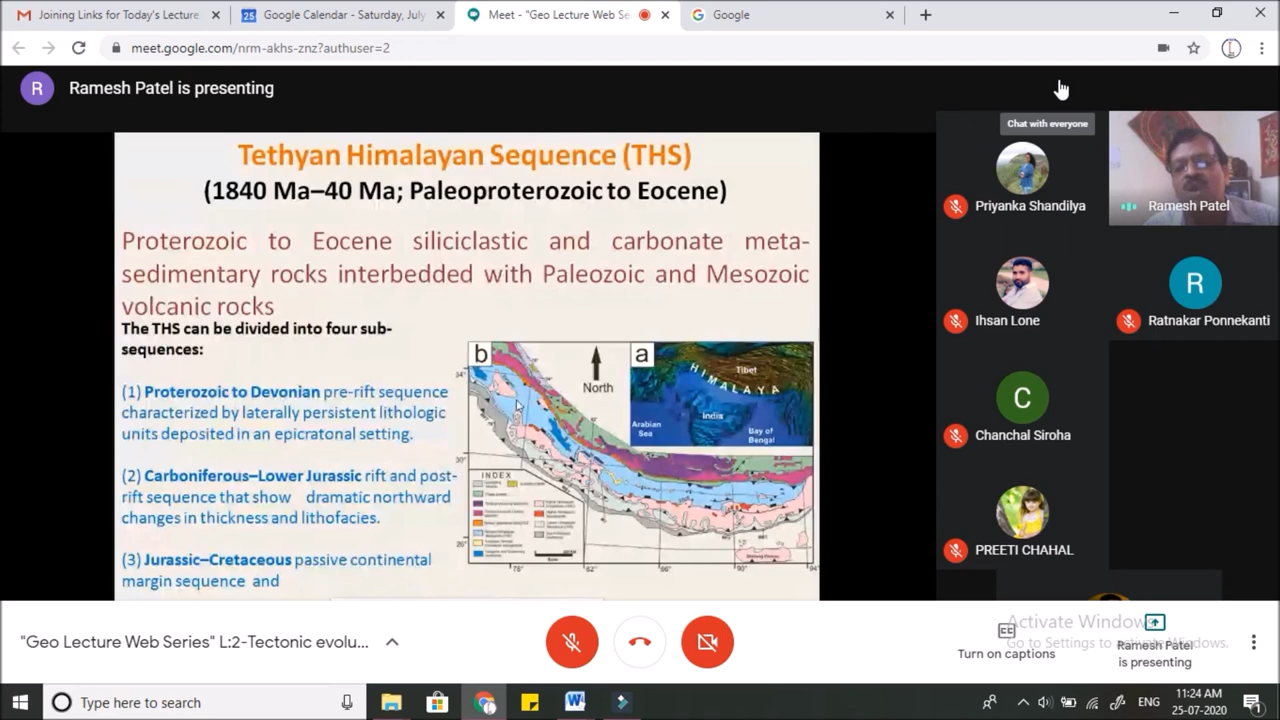 Joining Links for Today's Lecture
Google Calendar - Saturday, July
Meet - "Geo Lecture Web Se
Google
meet.google.com/nrm-akhs-znz?authuser=2
R
Ramesh Patel is presenting
Tethyan Himalayan Sequence (THS)
(1840 Ma–40 Ma; Paleoproterozoic to Eocene)
Proterozoic to Eocene siliciclastic and carbonate meta-
sedimentary rocks interbedded with Paleozoic and Mesozoic
volcanic rocks
The THS can be divided into four sub-
sequences:
(1) Proterozoic to Devonian pre-rift sequence
characterized by laterally persistent lithologic
units deposited in an epicratonal setting.
(2) Carboniferous–Lower Jurassic rift and post-
rift sequence that show dramatic northward
changes in thickness and lithofacies.
(3) Jurassic–Cretaceous passive continental
margin sequence and
b
North
a
Tibet
HIMALAYA
India
Arabian
Sea
Bay of
Bengal
INDEX
Chat with everyone
Priyanka Shandilya
Ramesh Patel
Ihsan Lone
R
Ratnakar Ponnekanti
C
Chanchal Siroha
PREETI CHAHAL
"Geo Lecture Web Series" L:2-Tectonic evolu...
Turn on captions
Ramesh Patel
is presenting
Activate Windows
Go to Settings to activate Windows.
Type here to search
ENG
11:24 AM
25-07-2020